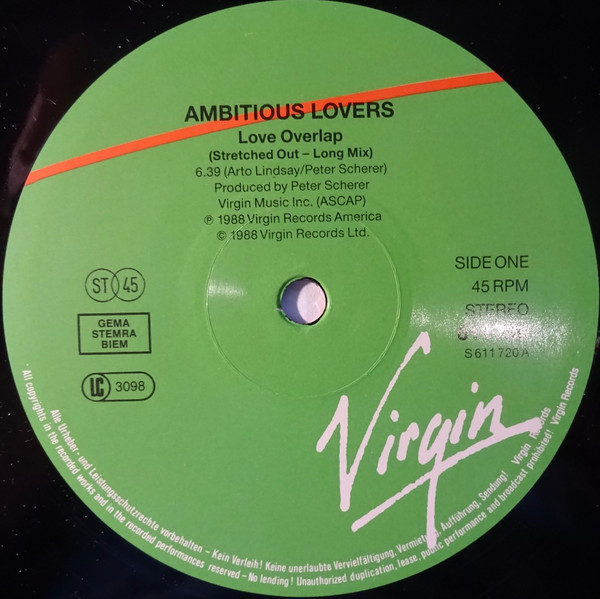 AMBITIOUS LOVERS
Love Overlap
(Stretched Out – Long Mix)
6.39 (Arto Lindsay/Peter Scherer)
Produced by Peter Scherer
Virgin Music Inc. (ASCAP)
℗ 1988 Virgin Records America
© 1988 Virgin Records Ltd.
SIDE ONE
45 RPM
STEREO
S 611 720 A
ST 45
GEMA
STEMRA
BIEM
LC 3098
Virgin
Alle Urheber- und Leistungsschutzrechte vorbehalten – Kein Verleih! Keine unerlaubte Vervielfältigung, Vermietung, Aufführung, Sendung! Virgin Records
All copyrights in the recorded works and in the recorded performances reserved – No lending! Unauthorized duplication, lease, public performance and broadcast prohibited! Virgin Records